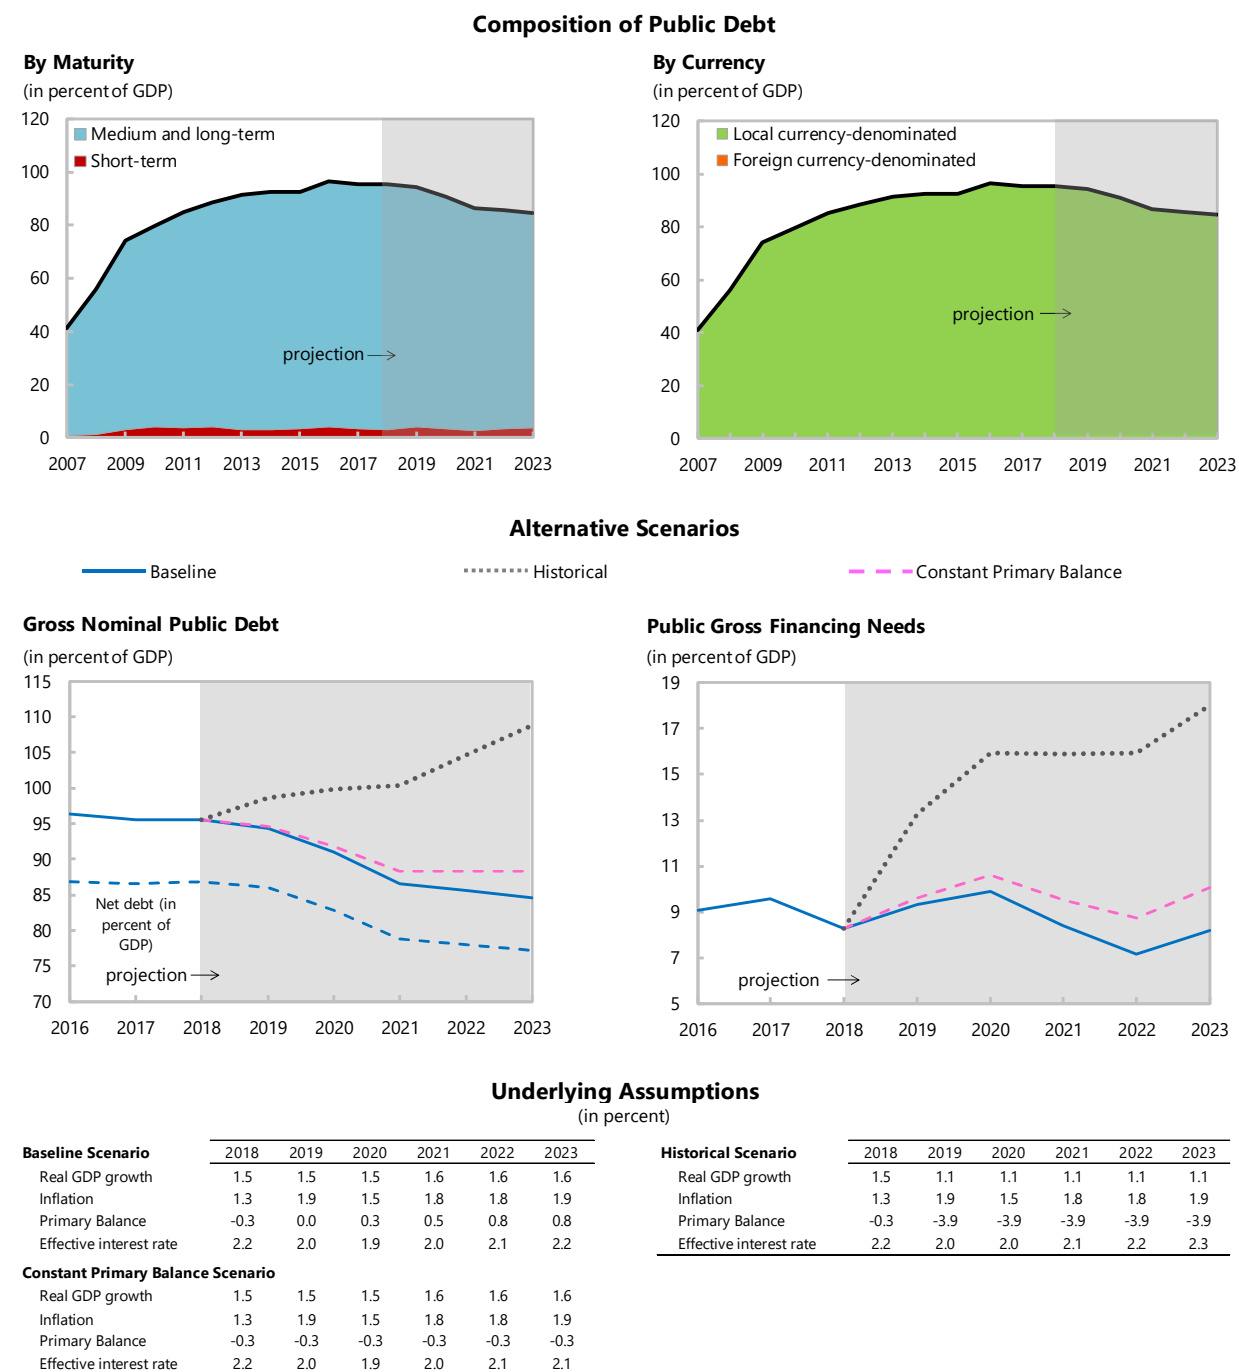 Composition of Public Debt
By Maturity
(in percent of GDP)
120
100
80
60
40
20
0
Medium and long-term
Short-term
projection
2007 2009 2011 2013 2015 2017 2019 2021 2023
By Currency
(in percent of GDP)
120
100
80
60
40
20
0
Local currency-denominated
Foreign currency-denominated
projection
2007 2009 2011 2013 2015 2017 2019 2021 2023
Alternative Scenarios
Baseline Historical Constant Primary Balance
Gross Nominal Public Debt
(in percent of GDP)
115
110
105
100
95
90
85
80
75
70
Net debt (in
percent of
GDP)
projection
2016 2017 2018 2019 2020 2021 2022 2023
Public Gross Financing Needs
(in percent of GDP)
19
17
15
13
11
9
7
5
projection
2016 2017 2018 2019 2020 2021 2022 2023
Underlying Assumptions
(in percent)
Baseline Scenario 2018 2019 2020 2021 2022 2023
Real GDP growth 1.5 1.5 1.5 1.6 1.6 1.6
Inflation 1.3 1.9 1.5 1.8 1.8 1.9
Primary Balance -0.3 0.0 0.3 0.5 0.8 0.8
Effective interest rate 2.2 2.0 1.9 2.0 2.1 2.2
Constant Primary Balance Scenario
Real GDP growth 1.5 1.5 1.5 1.6 1.6 1.6
Inflation 1.3 1.9 1.5 1.8 1.8 1.9
Primary Balance -0.3 -0.3 -0.3 -0.3 -0.3 -0.3
Effective interest rate 2.2 2.0 1.9 2.0 2.1 2.1
Historical Scenario 2018 2019 2020 2021 2022 2023
Real GDP growth 1.5 1.1 1.1 1.1 1.1 1.1
Inflation 1.3 1.9 1.5 1.8 1.8 1.9
Primary Balance -0.3 -3.9 -3.9 -3.9 -3.9 -3.9
Effective interest rate 2.2 2.0 2.0 2.1 2.2 2.3